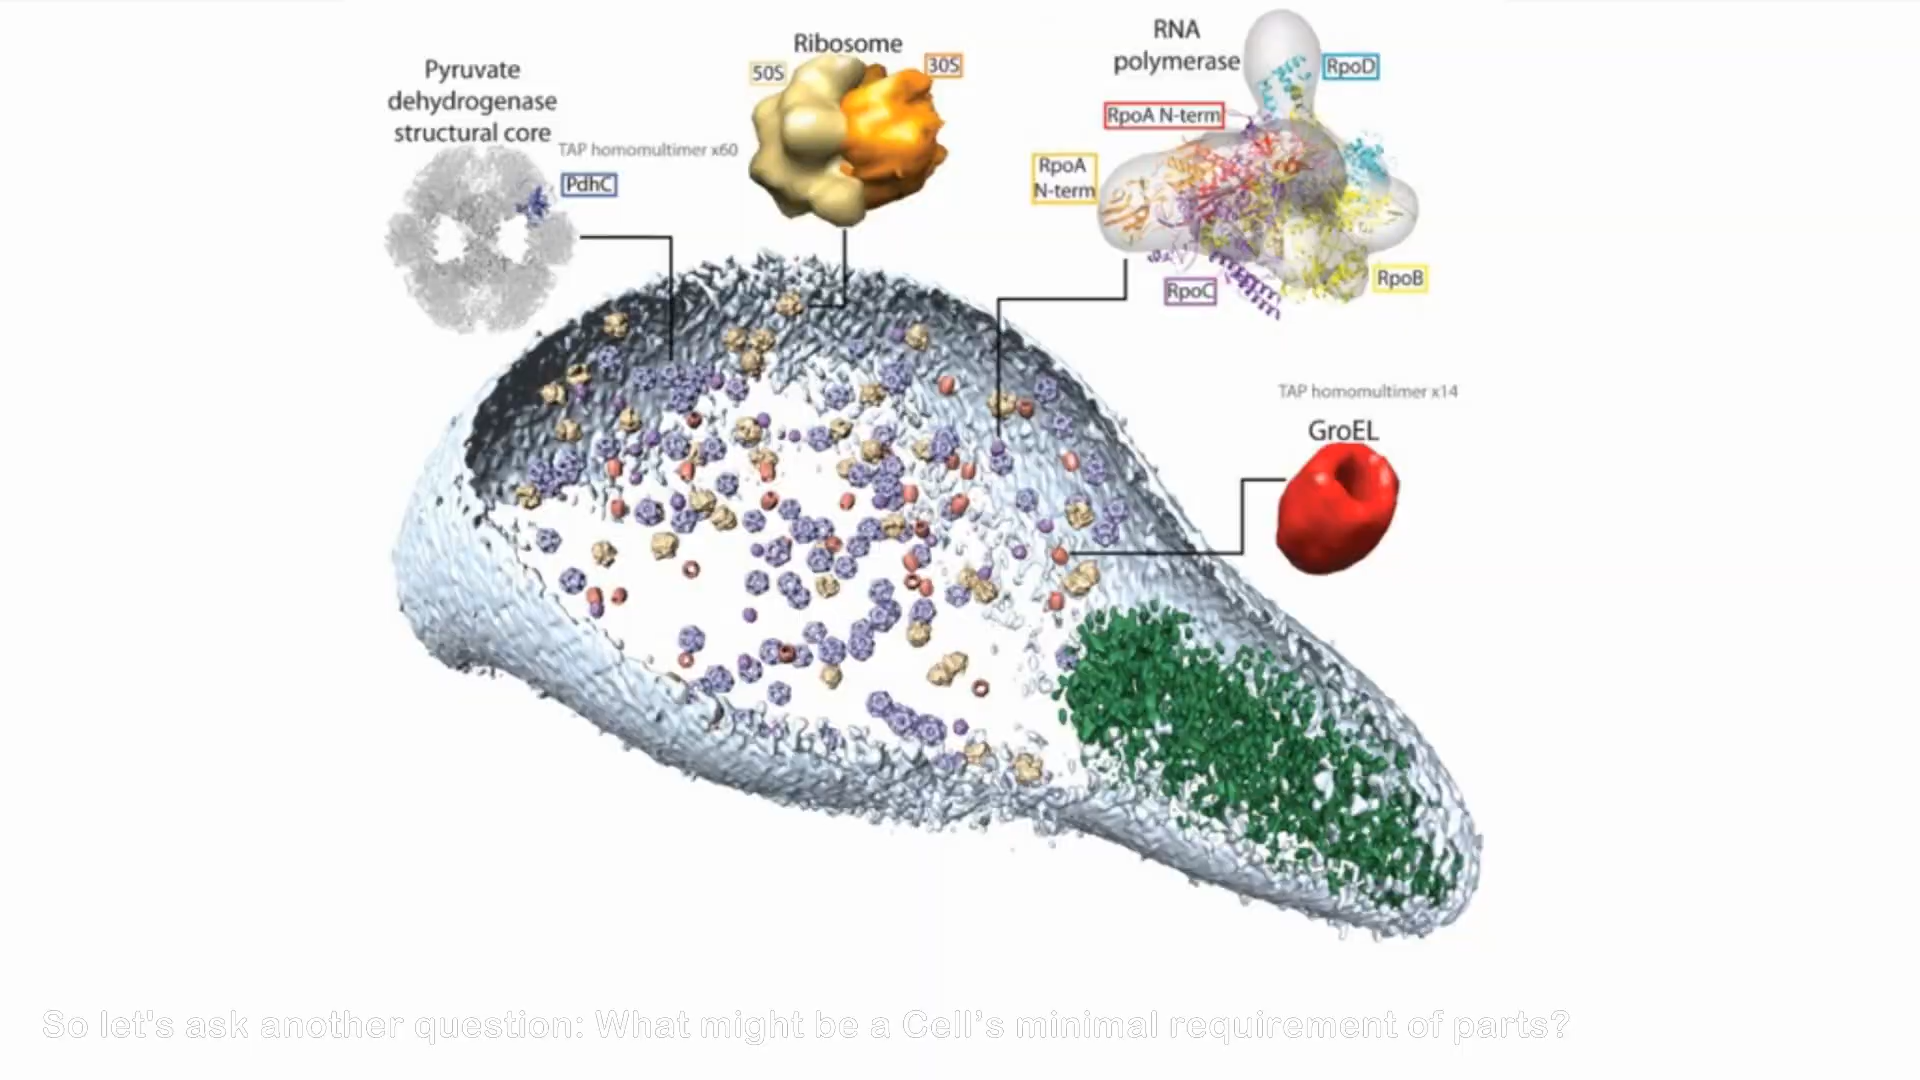 Pyruvate
dehydrogenase
structural core
TAP homomultimer x60
PdhC
Ribosome
50S
30S
RNA
polymerase
RpoD
RpoA N-term
RpoA
N-term
RpoC
RpoB
TAP homomultimer x14
GroEL
So let's ask another question: What might be a Cell’s minimal requirement of parts?